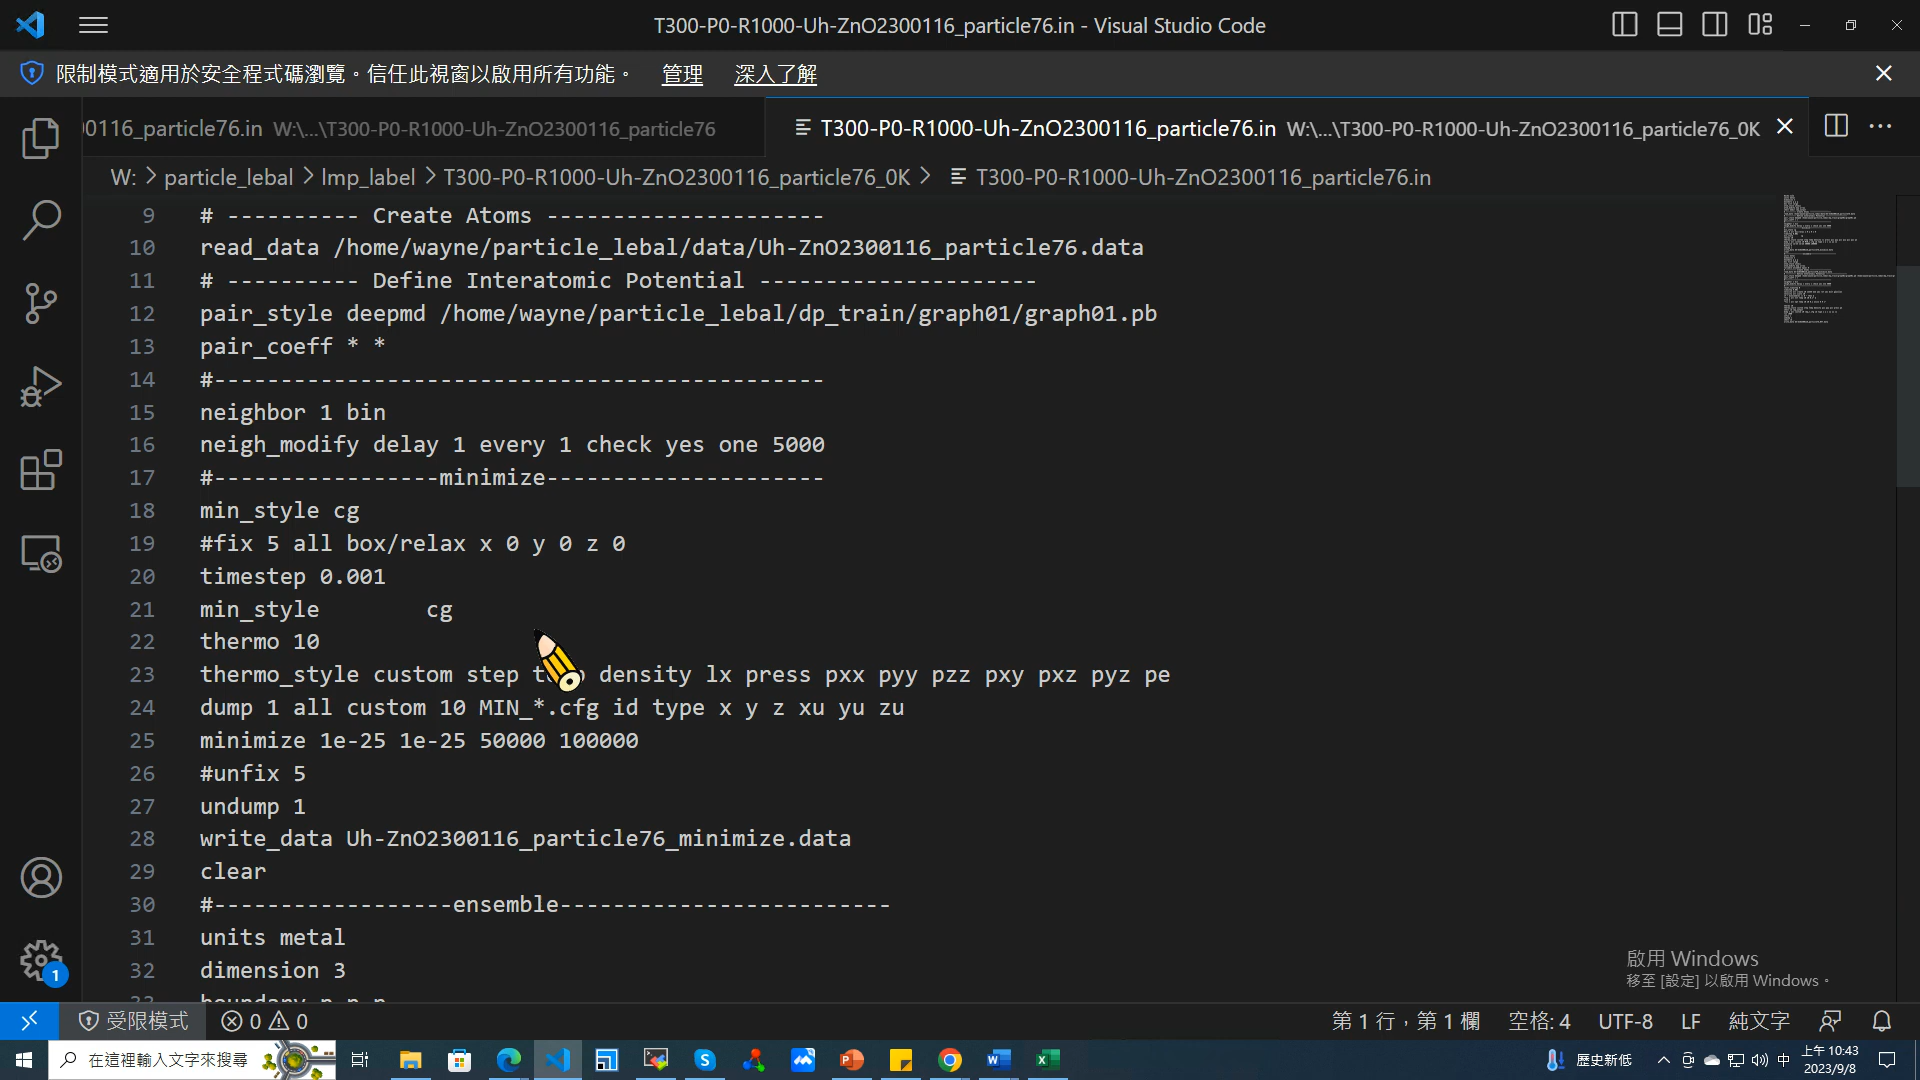 T300-P0-R1000-Uh-ZnO2300116_particle76.in - Visual Studio Code
限制模式適用於安全程式碼瀏覽。信任此視窗以啟用所有功能。 管理 深入了解
00116_particle76.in W:\...\T300-P0-R1000-Uh-ZnO2300116_particle76
T300-P0-R1000-Uh-ZnO2300116_particle76.in W:\...\T300-P0-R1000-Uh-ZnO2300116_particle76_0K
W: > particle_lebal > lmp_label > T300-P0-R1000-Uh-ZnO2300116_particle76_0K > T300-P0-R1000-Uh-ZnO2300116_particle76.in
9 # ---------- Create Atoms ---------------------
10 read_data /home/wayne/particle_lebal/data/Uh-ZnO2300116_particle76.data
11 # ---------- Define Interatomic Potential ---------------------
12 pair_style deepmd /home/wayne/particle_lebal/dp_train/graph01/graph01.pb
13 pair_coeff * *
14 #----------------------------------------------
15 neighbor 1 bin
16 neigh_modify delay 1 every 1 check yes one 5000
17 #-----------------minimize---------------------
18 min_style cg
19 #fix 5 all box/relax x 0 y 0 z 0
20 timestep 0.001
21 min_style        cg
22 thermo 10
23 thermo_style custom step density lx press pxx pyy pzz pxy pxz pyz pe
24 dump 1 all custom 10 MIN_*.cfg id type x y z xu yu zu
25 minimize 1e-25 1e-25 50000 100000
26 #unfix 5
27 undump 1
28 write_data Uh-ZnO2300116_particle76_minimize.data
29 clear
30 #------------------ensemble-------------------------
31 units metal
32 dimension 3
33 boundary p p p
啟用 Windows
移至 [設定] 以啟用 Windows。
1
受限模式 0 0 第 1 行，第 1 欄 空格: 4 UTF-8 LF 純文字
在這裡輸入文字來搜尋 歷史新低 中 上午 10:43
2023/9/8